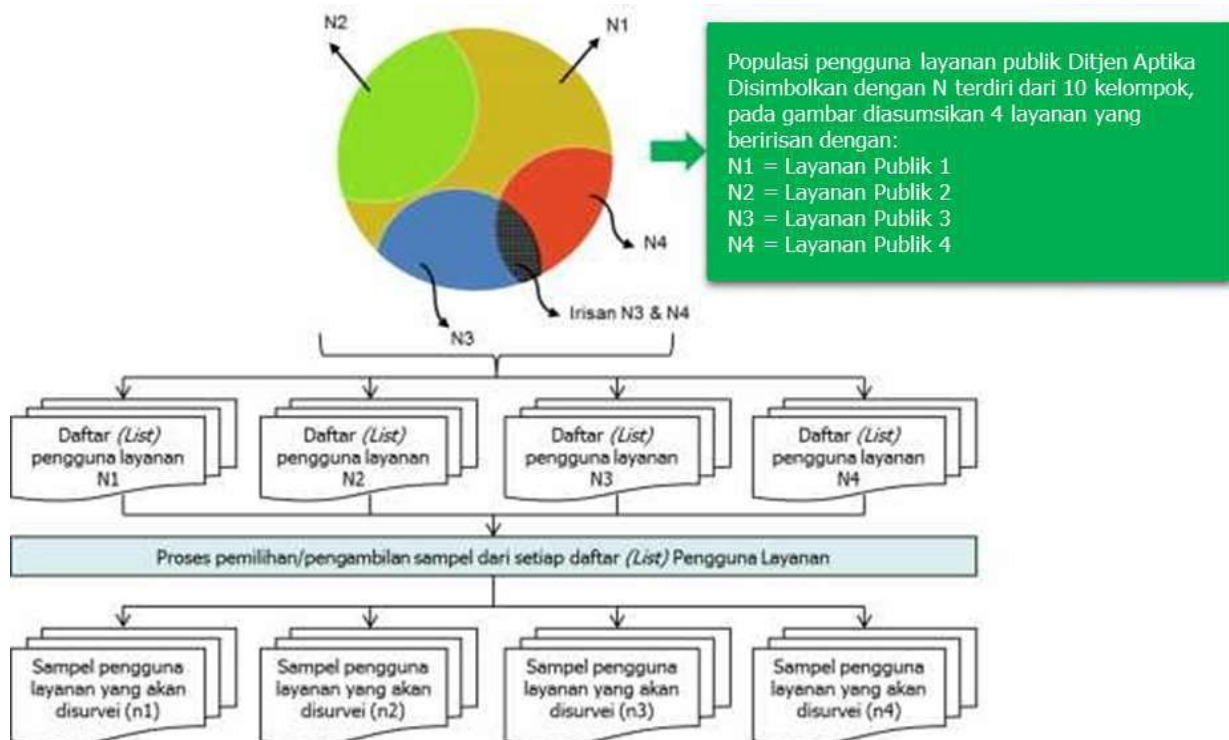 N2
N1
Populasi pengguna layanan publik Ditjen Aptika
Disimbolkan dengan N terdiri dari 10 kelompok,
pada gambar diasumsikan 4 layanan yang
beririsan dengan:
N1 = Layanan Publik 1
N2 = Layanan Publik 2
N3 = Layanan Publik 3
N4 = Layanan Publik 4
N4
Irisan N3 & N4
N3
Daftar (List)
pengguna layanan
N1
Daftar (List)
pengguna layanan
N2
Daftar (List)
pengguna layanan
N3
Daftar (List)
pengguna layanan
N4
Proses pemilihan/pengambilan sampel dari setiap daftar (List) Pengguna Layanan
Sampel pengguna
layanan yang akan
disurvei (n1)
Sampel pengguna
layanan yang akan
disurvei (n2)
Sampel pengguna
layanan yang akan
disurvei (n3)
Sampel pengguna
layanan yang akan
disurvei (n4)